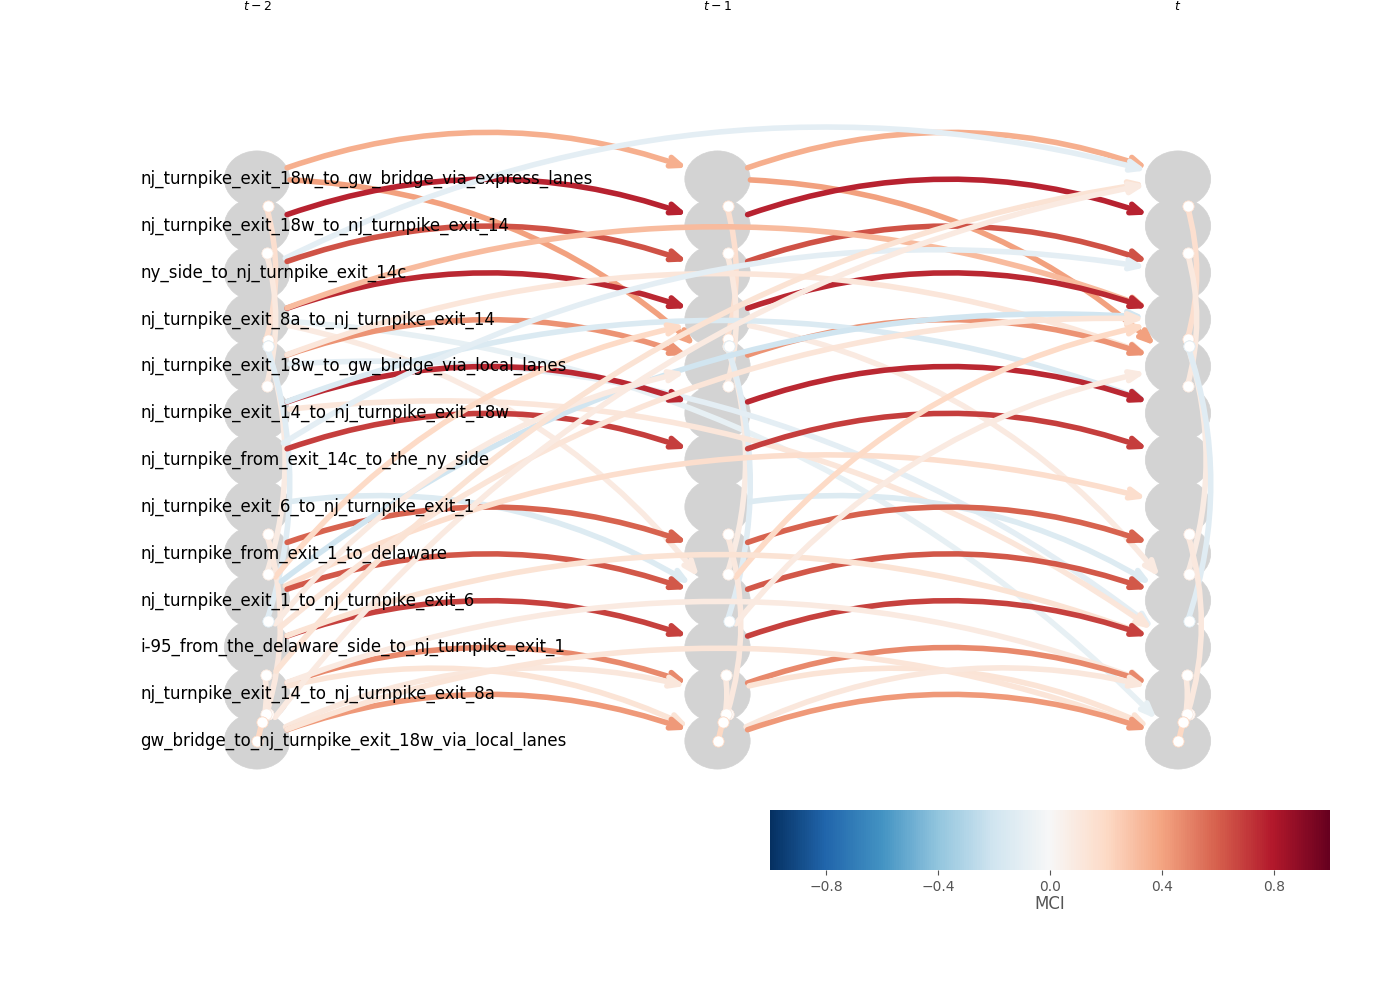 t − 2 t − 1 t
nj_turnpike_exit_18w_to_gw_bridge_via_express_lanes
nj_turnpike_exit_18w_to_nj_turnpike_exit_14
ny_side_to_nj_turnpike_exit_14c
nj_turnpike_exit_8a_to_nj_turnpike_exit_14
nj_turnpike_exit_18w_to_gw_bridge_via_local_lanes
nj_turnpike_exit_14_to_nj_turnpike_exit_18w
nj_turnpike_from_exit_14c_to_the_ny_side
nj_turnpike_exit_6_to_nj_turnpike_exit_1
nj_turnpike_from_exit_1_to_delaware
nj_turnpike_exit_1_to_nj_turnpike_exit_6
i-95_from_the_delaware_side_to_nj_turnpike_exit_1
nj_turnpike_exit_14_to_nj_turnpike_exit_8a
gw_bridge_to_nj_turnpike_exit_18w_via_local_lanes
−0.8 −0.4 0.0 0.4 0.8
MCI